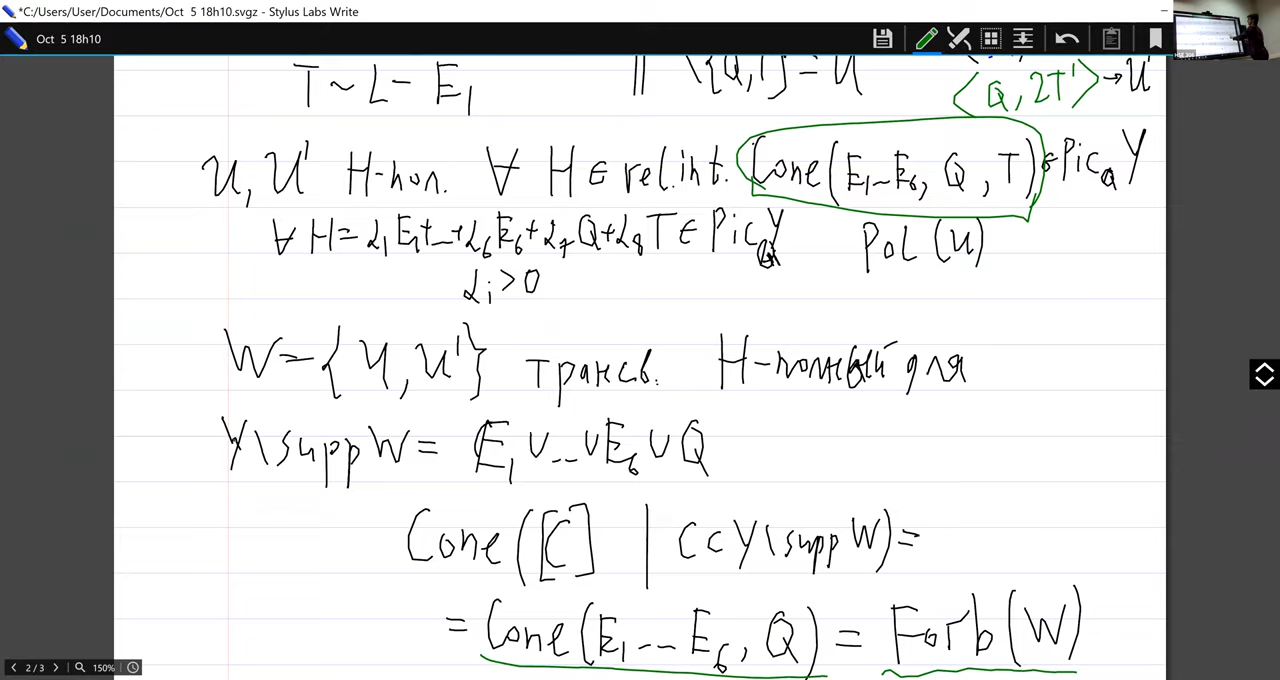 *C:/Users/User/Documents/Oct 5 18h10.svgz - Stylus Labs Write
Oct 5 18h10
T ~ L - E₁
⟨Q, 2T'⟩ → U'
U, U' H-пол. ∀ H ∈ rel.int. Cone(E₁...E₆, Q, T) ∈ Pic_Q Y
∀ H = α₁E₁+...+α₆E₆+α₇Q+α₈T ∈ Pic_Q Y Pol(U)
αᵢ > 0
W = {U, U'} трансв. H-полный для
Y\supp W = E₁ ∪ ... ∪ E₆ ∪ Q
Cone([C] | C ⊂ Y\supp W) =
= Cone(E₁ ... E₆, Q) = Forb(W)
2/3 150%